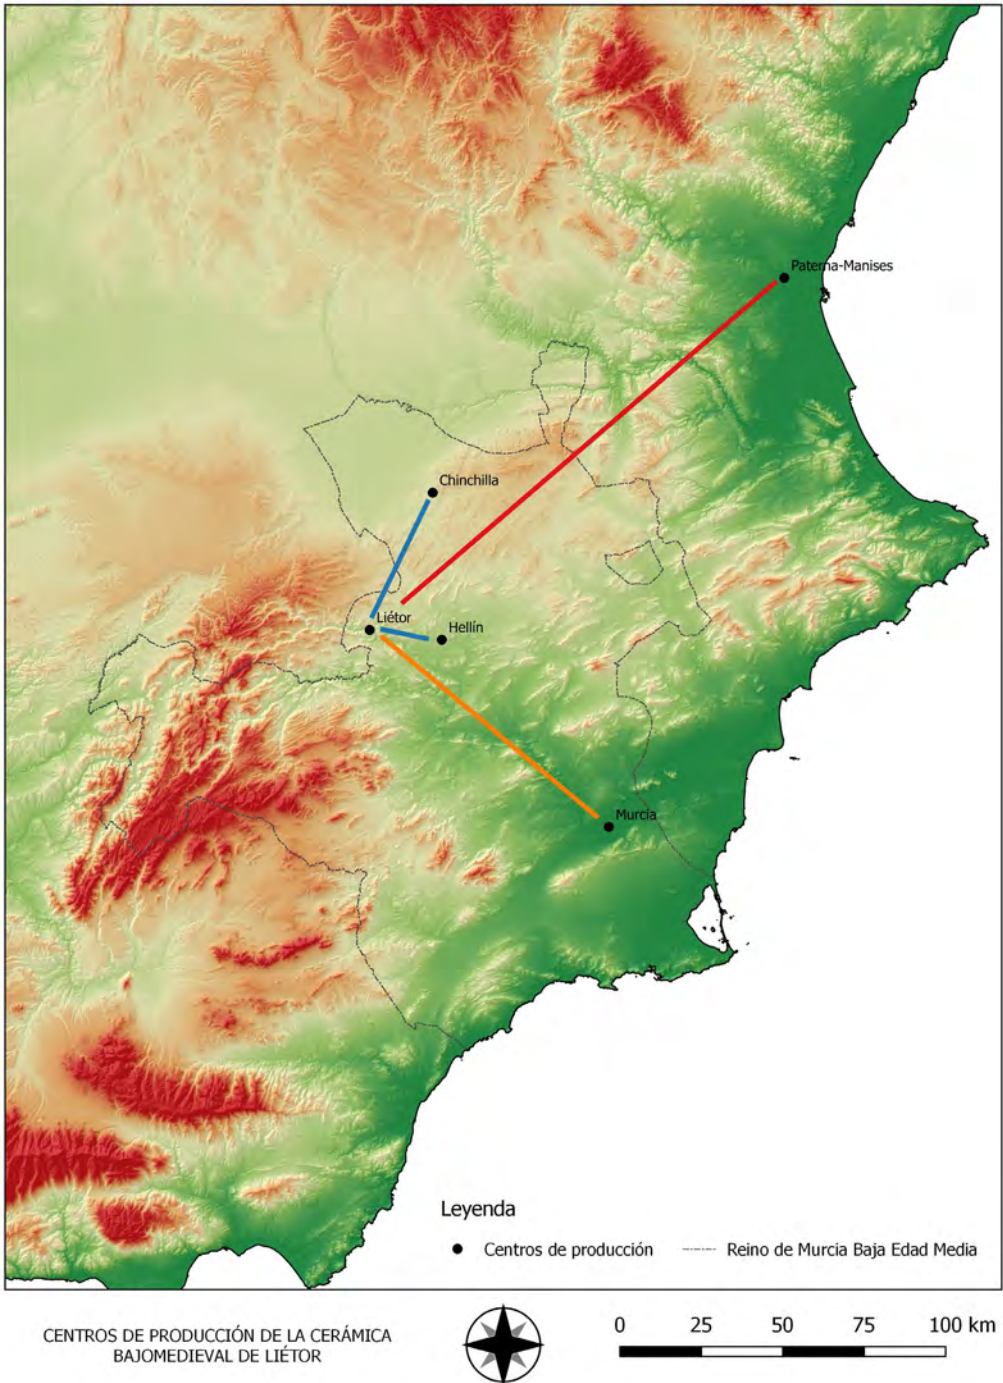 Paterna-Manises
Chinchilla
Liétor
Hellín
Murcia
Leyenda
Centros de producción
Reino de Murcia Baja Edad Media
CENTROS DE PRODUCCIÓN DE LA CERÁMICA
BAJOMEDIEVAL DE LIÉTOR
0 25 50 75 100 km